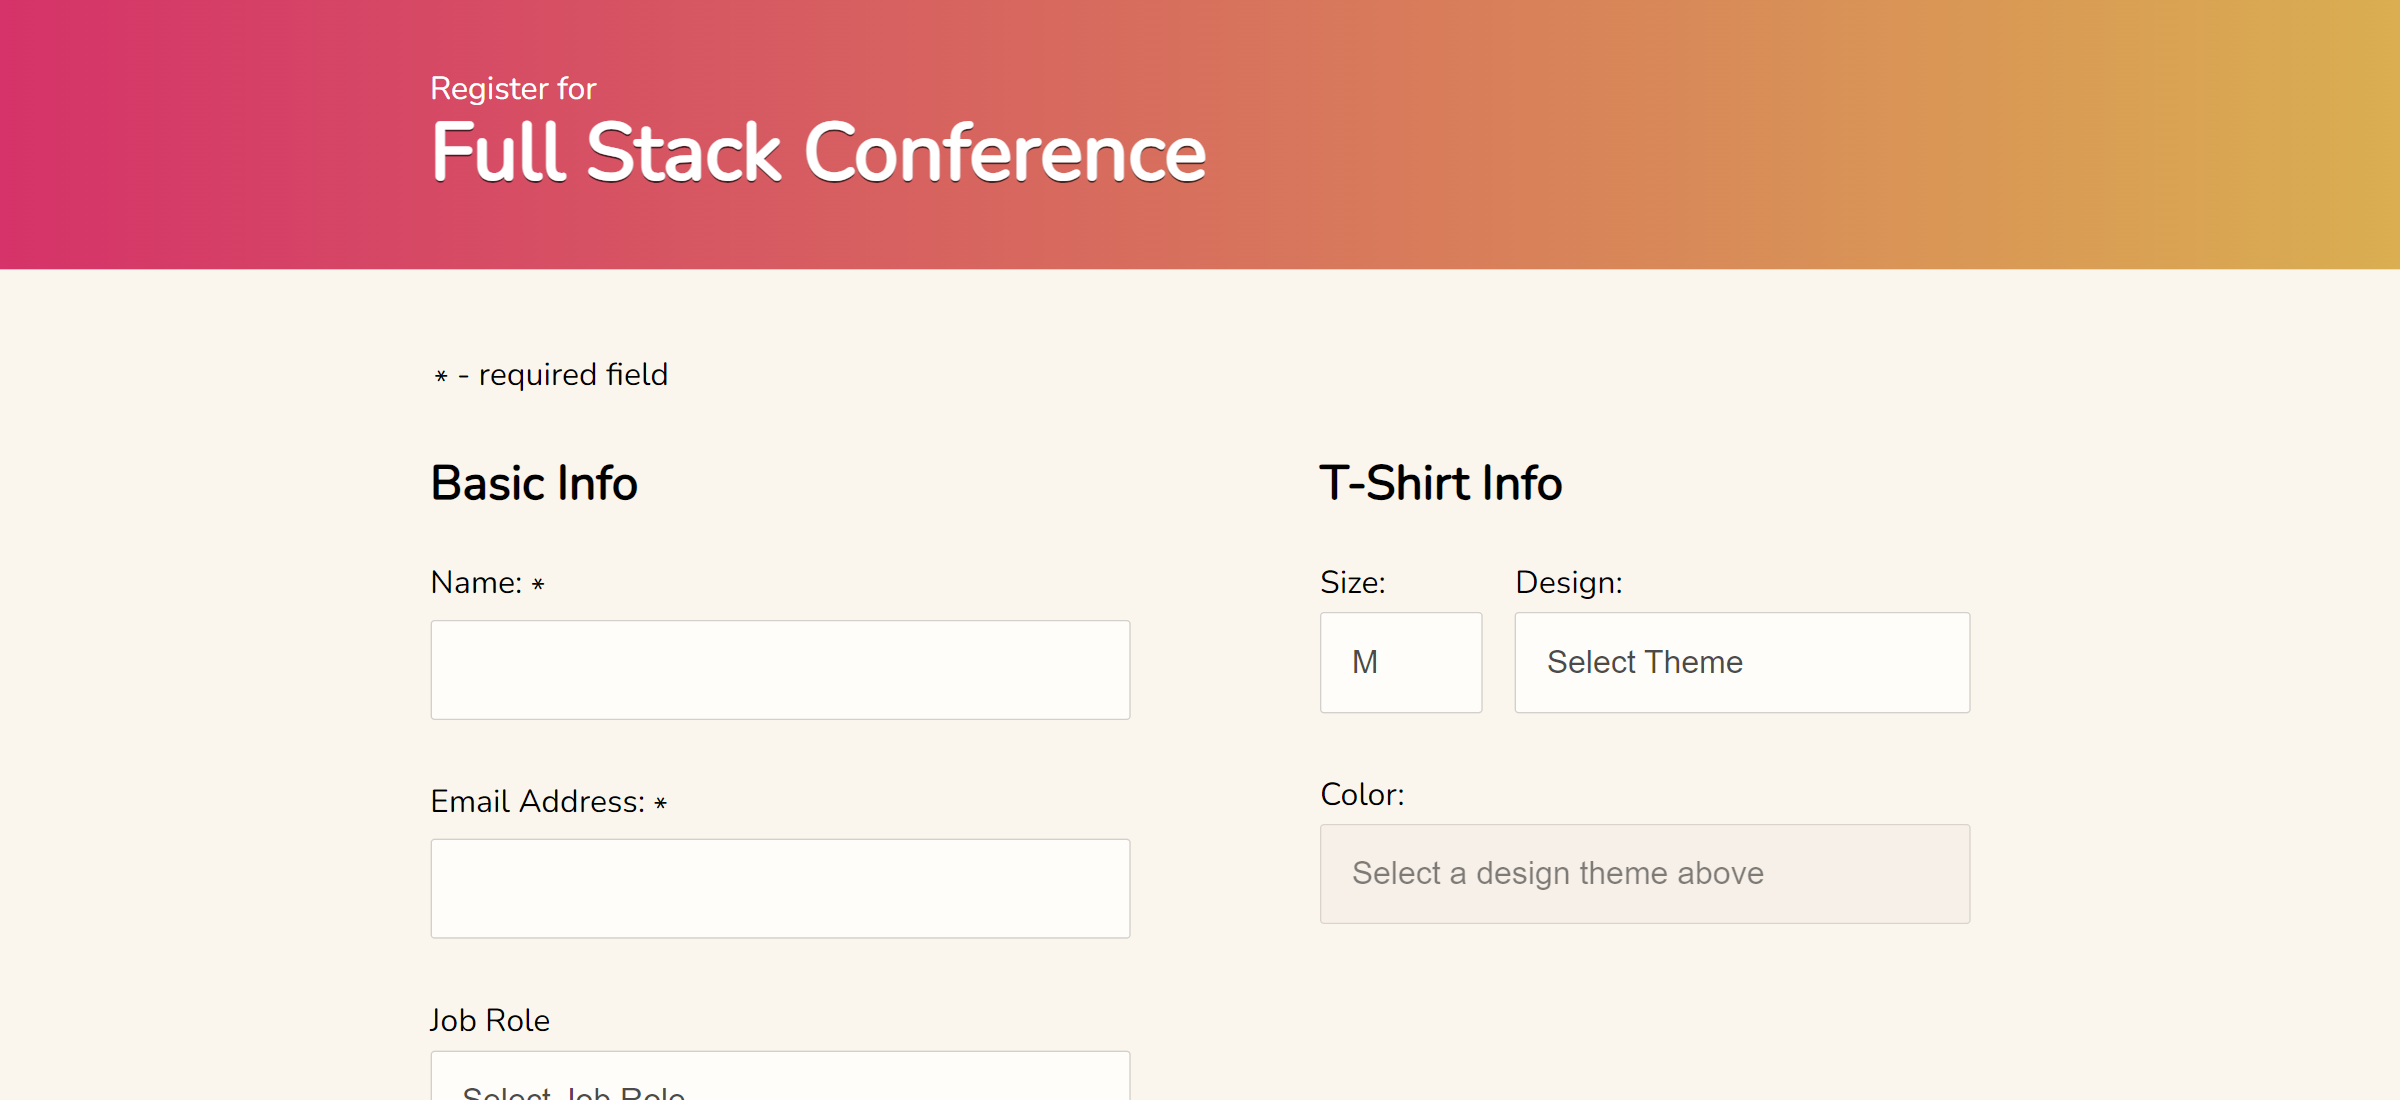 Register for
Full Stack Conference
* - required field
Basic Info
Name: *
Email Address: *
Job Role
Select Job Role
T-Shirt Info
Size:
M
Design:
Select Theme
Color:
Select a design theme above